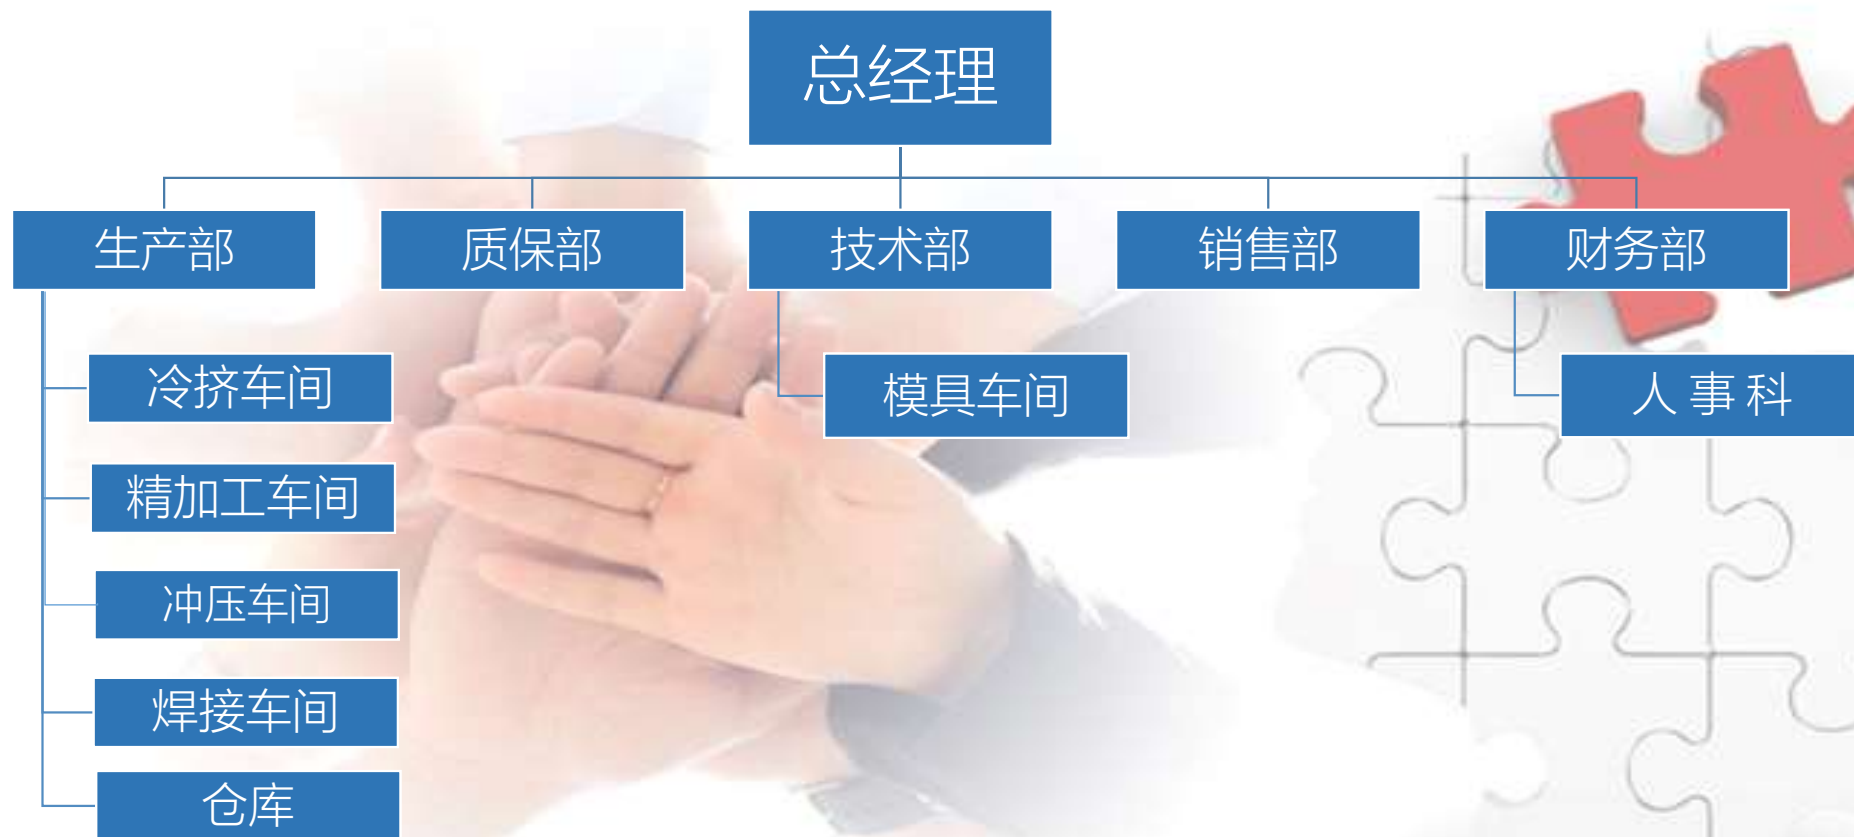 总经理
生产部
质保部
技术部
销售部
财务部
冷挤车间
模具车间
人事科
精加工车间
冲压车间
焊接车间
仓库